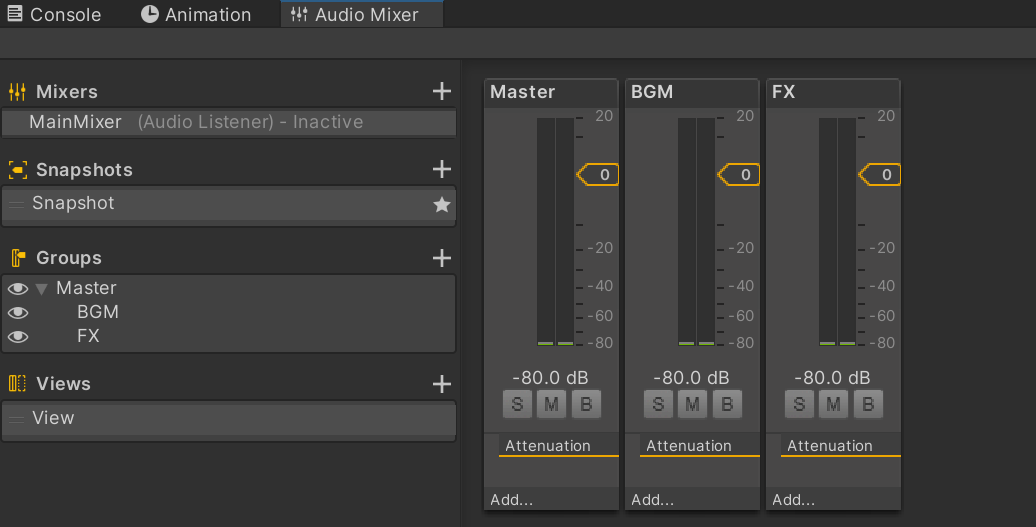 Console Animation Audio Mixer
Mixers
MainMixer (Audio Listener) - Inactive
Snapshots
Snapshot
Groups
Master
BGM
FX
Views
View
Master
20
0
-20
-40
-60
-80
-80.0 dB
S M B
Attenuation
Add...
BGM
20
0
-20
-40
-60
-80
-80.0 dB
S M B
Attenuation
Add...
FX
20
0
-20
-40
-60
-80
-80.0 dB
S M B
Attenuation
Add...